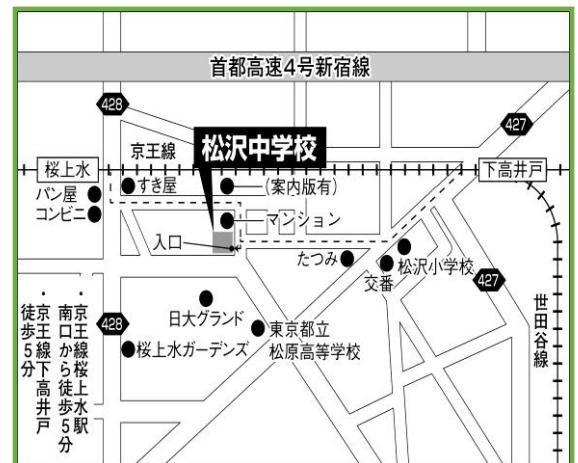 首都高速4号新宿線
428
427
京王線
松沢中学校
桜上水
下高井戸
すき屋
(案内版有)
パン屋
コンビニ
マンション
入口
たつみ
松沢小学校
交番
427
日大グランド
世田谷線
428
東京都立
松原高等学校
桜上水ガーデンズ
・京王線桜上水駅
南口から徒歩5分
・京王線下高井戸
徒歩5分